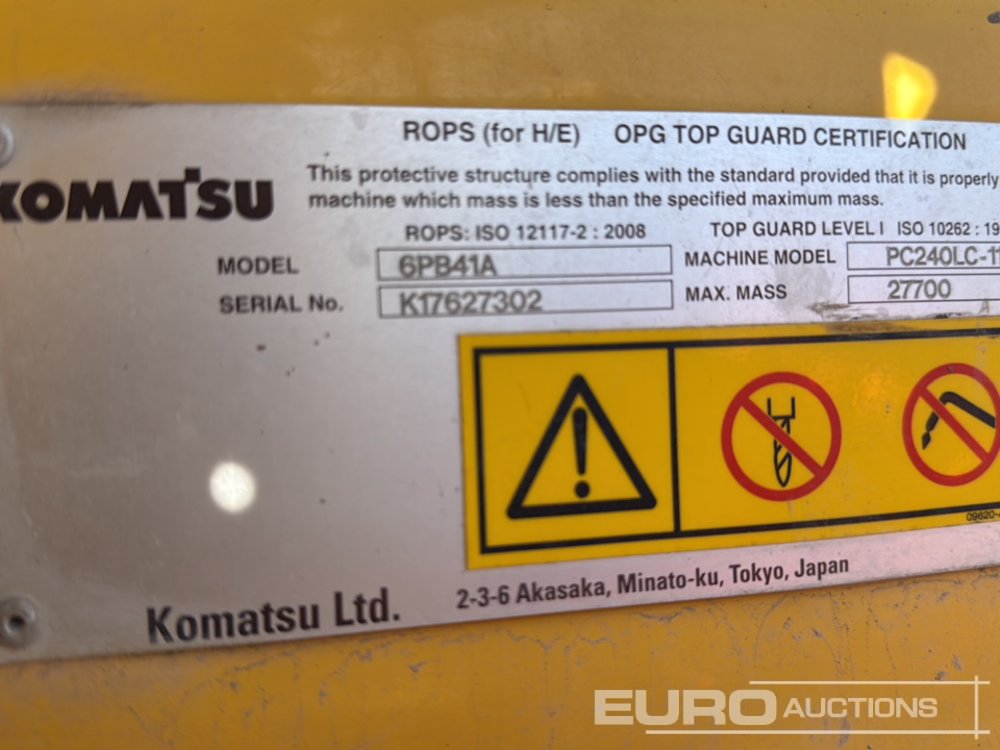 ROPS (for H/E) OPG TOP GUARD CERTIFICATION
KOMATSU
This protective structure complies with the standard provided that it is properly
machine which mass is less than the specified maximum mass.
ROPS: ISO 12117-2 : 2008 TOP GUARD LEVEL I ISO 10262 : 19
MODEL 6PB41A MACHINE MODEL PC240LC-11
SERIAL No. K17627302 MAX. MASS 27700
09620-
Komatsu Ltd. 2-3-6 Akasaka, Minato-ku, Tokyo, Japan
EURO AUCTIONS